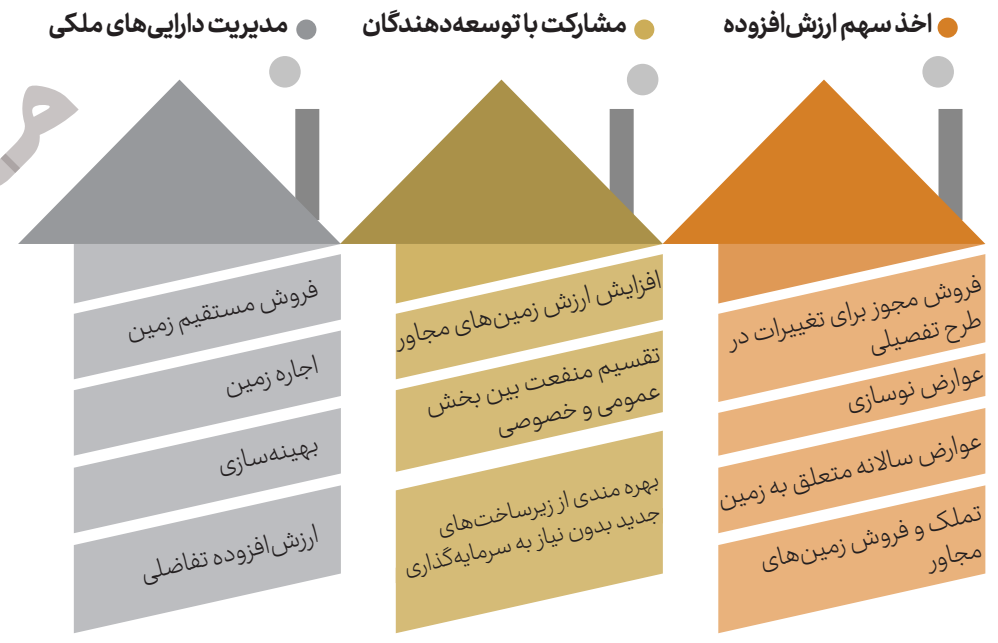 اخذ سهم ارزش‌افزوده
فروش مجوز برای تغییرات در
طرح تفصیلی
عوارض نوسازی
عوارض سالانه متعلق به زمین
تملک و فروش زمین‌های
مجاور
مشارکت با توسعه‌دهندگان
افزایش ارزش زمین‌های مجاور
تقسیم منفعت بین بخش
عمومی و خصوصی
بهره مندی از زیرساخت‌های
جدید بدون نیاز به سرمایه‌گذاری
مدیریت دارایی‌های ملکی
فروش مستقیم زمین
اجاره زمین
بهینه‌سازی
ارزش‌افزوده تفاضلی